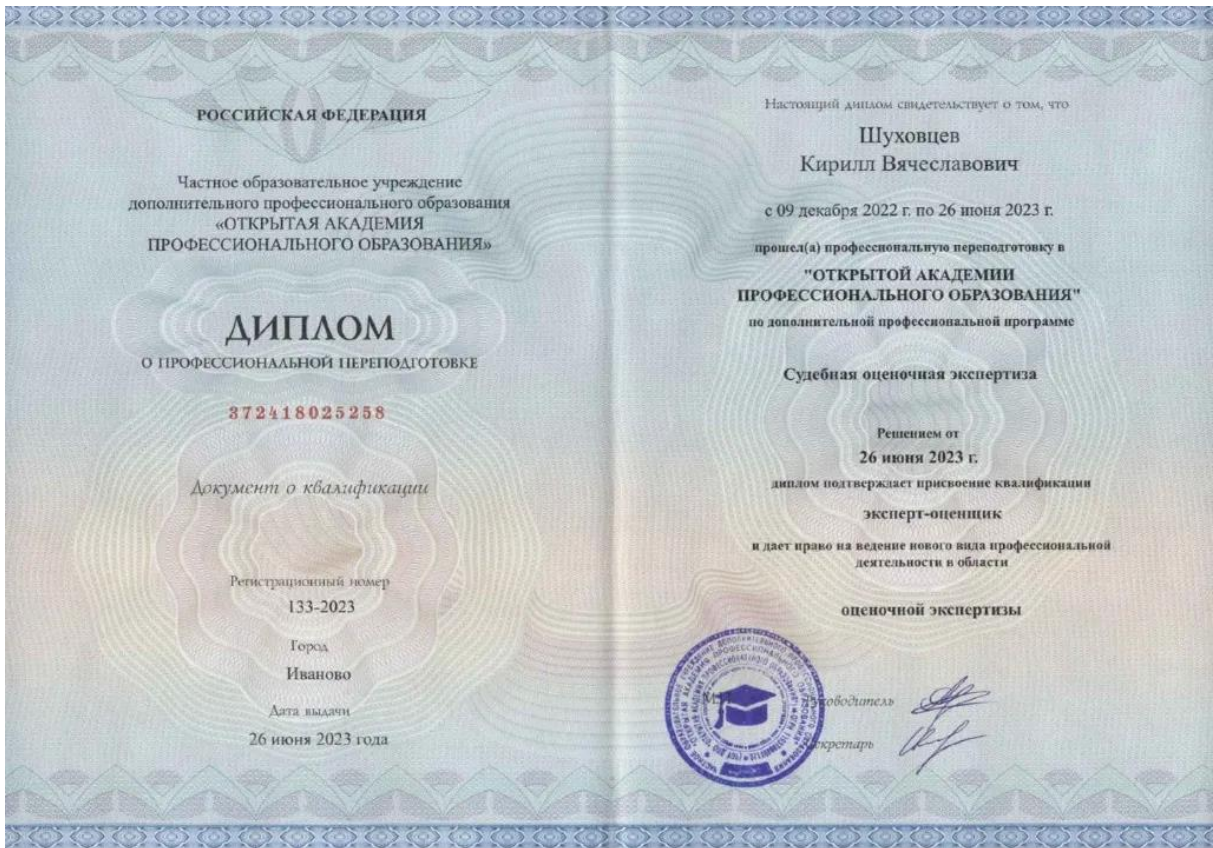 РОССИЙСКАЯ ФЕДЕРАЦИЯ
Частное образовательное учреждение
дополнительного профессионального образования
«ОТКРЫТАЯ АКАДЕМИЯ
ПРОФЕССИОНАЛЬНОГО ОБРАЗОВАНИЯ»
ДИПЛОМ
О ПРОФЕССИОНАЛЬНОЙ ПЕРЕПОДГОТОВКЕ
372418025258
Документ о квалификации
Регистрационный номер
133-2023
Город
Иваново
Дата выдачи
26 июня 2023 года
Настоящий диплом свидетельствует о том, что
Шуховцев
Кирилл Вячеславович
с 09 декабря 2022 г. по 26 июня 2023 г.
прошел(а) профессиональную переподготовку в
"ОТКРЫТОЙ АКАДЕМИИ
ПРОФЕССИОНАЛЬНОГО ОБРАЗОВАНИЯ"
по дополнительной профессиональной программе
Судебная оценочная экспертиза
Решением от
26 июня 2023 г.
диплом подтверждает присвоение квалификации
эксперт-оценщик
и дает право на ведение нового вида профессиональной
деятельности в области
оценочной экспертизы
Руководитель
Секретарь